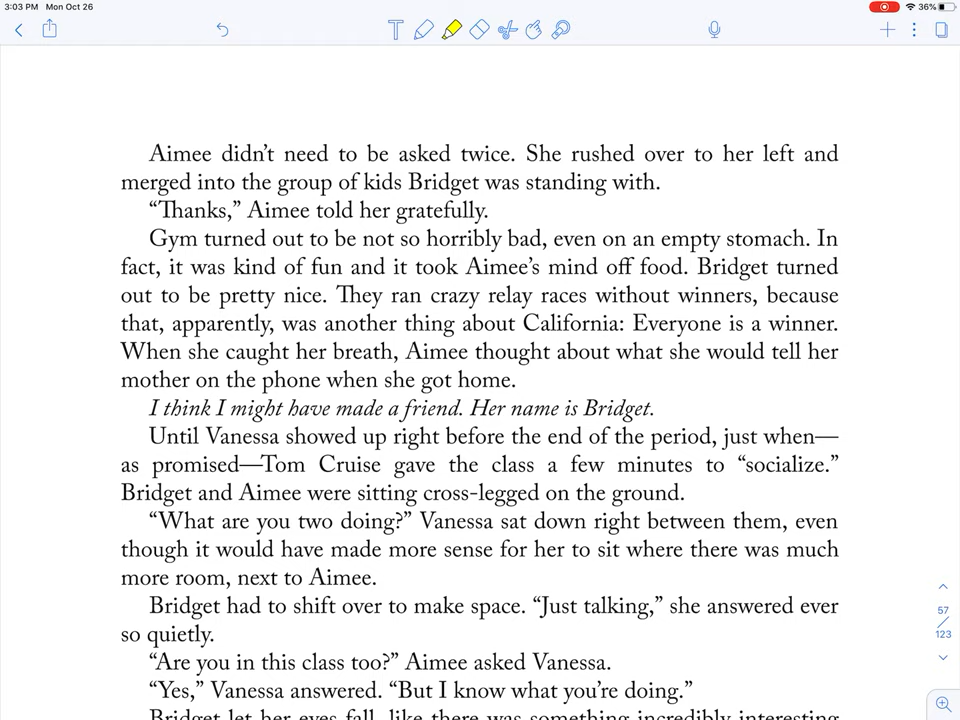 3:03 PM Mon Oct 26
36%
Aimee didn’t need to be asked twice. She rushed over to her left and
merged into the group of kids Bridget was standing with.
“Thanks,” Aimee told her gratefully.
Gym turned out to be not so horribly bad, even on an empty stomach. In
fact, it was kind of fun and it took Aimee’s mind off food. Bridget turned
out to be pretty nice. They ran crazy relay races without winners, because
that, apparently, was another thing about California: Everyone is a winner.
When she caught her breath, Aimee thought about what she would tell her
mother on the phone when she got home.
I think I might have made a friend. Her name is Bridget.
Until Vanessa showed up right before the end of the period, just when—
as promised—Tom Cruise gave the class a few minutes to “socialize.”
Bridget and Aimee were sitting cross-legged on the ground.
“What are you two doing?” Vanessa sat down right between them, even
though it would have made more sense for her to sit where there was much
more room, next to Aimee.
Bridget had to shift over to make space. “Just talking,” she answered ever
so quietly.
“Are you in this class too?” Aimee asked Vanessa.
“Yes,” Vanessa answered. “But I know what you’re doing.”
Bridget let her eyes fall, like there was something incredibly interesting
57
123